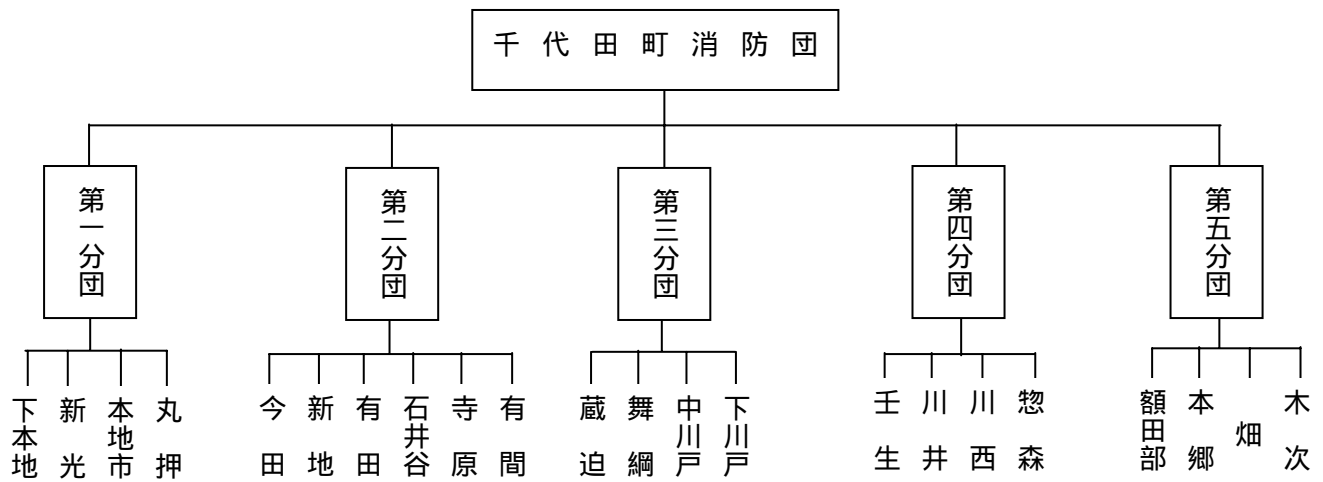 千代田町消防団
第一分団
第二分団
第三分団
第四分団
第五分団
下本地
新光
本地市
丸押
今田
新地
有田
石井谷
寺原
有間
蔵迫
舞綱
中川戸
下川戸
壬生
川井
川西
惣森
額田部
本郷
畑
木次